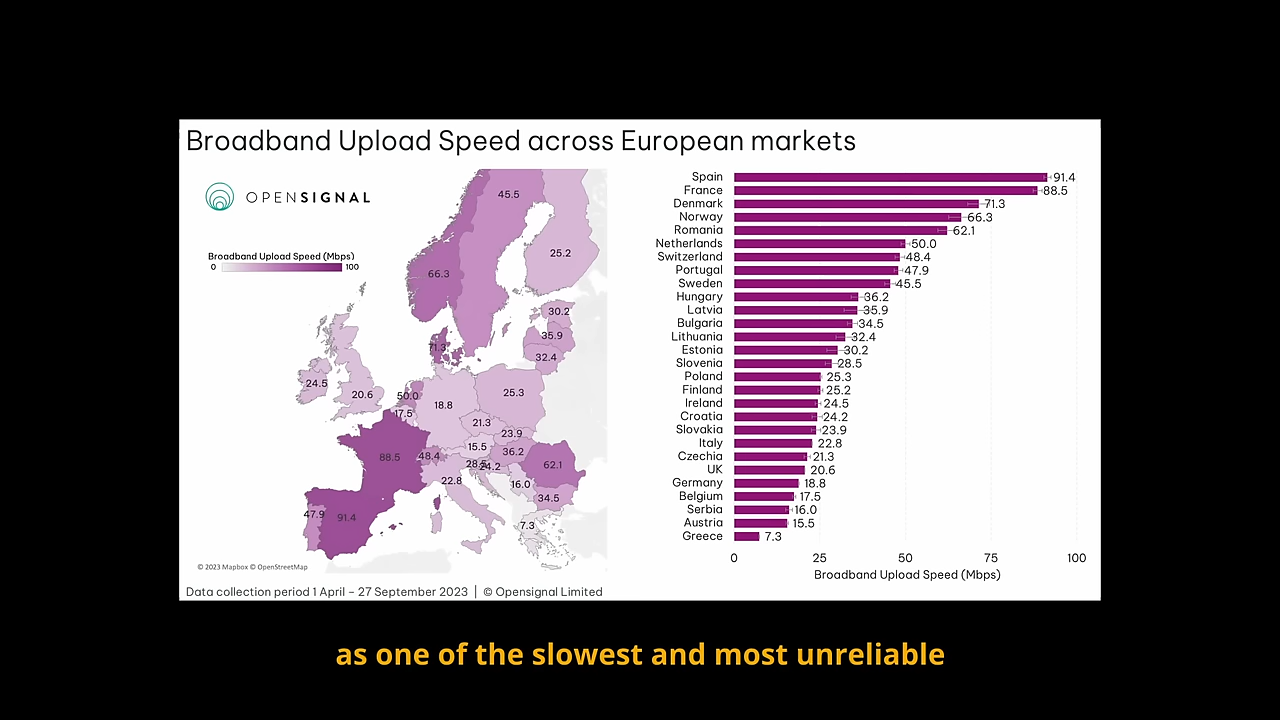 Broadband Upload Speed across European markets
OPENSIGNAL
Broadband Upload Speed (Mbps)
0 100
45.5
25.2
66.3
30.2
35.9
71.3
32.4
24.5
20.6
50.0
25.3
18.8
17.5
21.3
23.9
15.5
36.2
88.5
48.4
28.5
24.2
62.1
22.8
16.0
34.5
47.9
91.4
7.3
© 2023 Mapbox © OpenStreetMap
Spain 91.4
France 88.5
Denmark 71.3
Norway 66.3
Romania 62.1
Netherlands 50.0
Switzerland 48.4
Portugal 47.9
Sweden 45.5
Hungary 36.2
Latvia 35.9
Bulgaria 34.5
Lithuania 32.4
Estonia 30.2
Slovenia 28.5
Poland 25.3
Finland 25.2
Ireland 24.5
Croatia 24.2
Slovakia 23.9
Italy 22.8
Czechia 21.3
UK 20.6
Germany 18.8
Belgium 17.5
Serbia 16.0
Austria 15.5
Greece 7.3
0 25 50 75 100
Broadband Upload Speed (Mbps)
Data collection period 1 April – 27 September 2023 | © Opensignal Limited
as one of the slowest and most unreliable